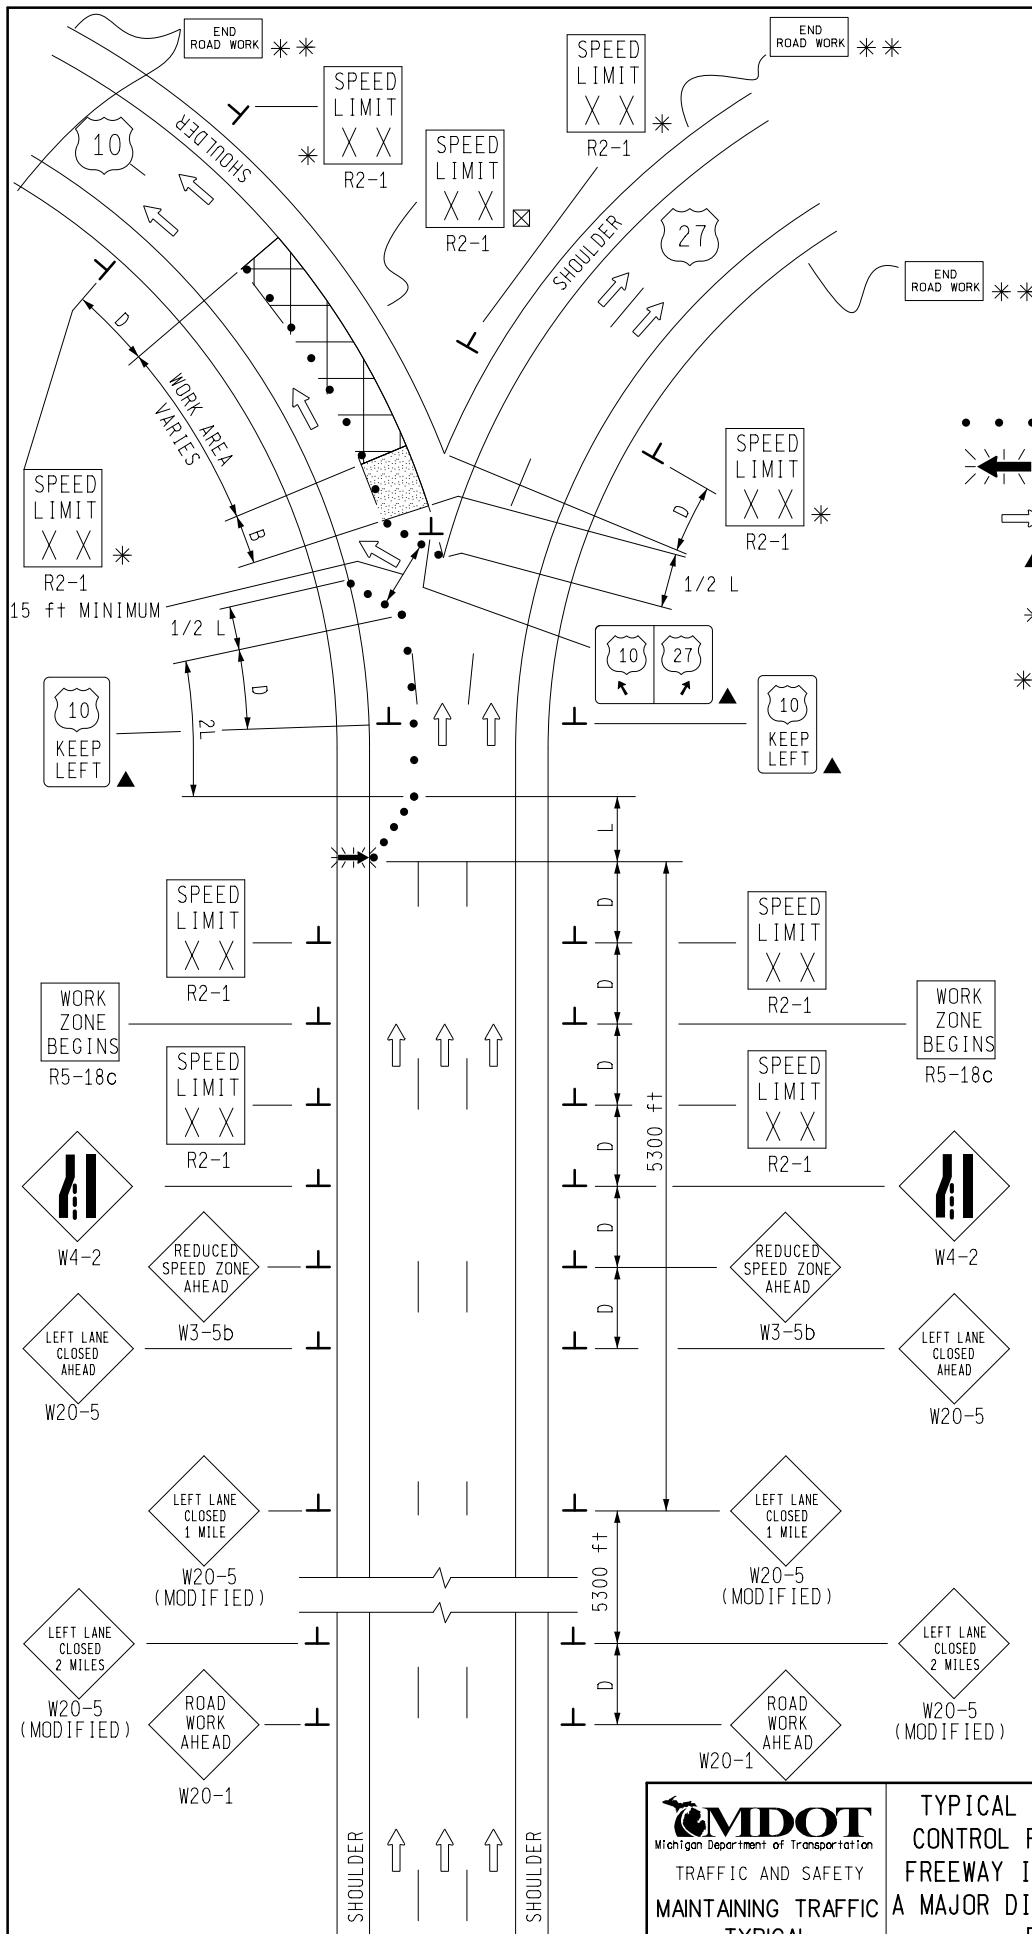 END
ROAD WORK
**
SPEED
LIMIT
X X
*
R2-1
END
ROAD WORK
**
10
SHOULDER
SPEED
LIMIT
X X
*
R2-1
SPEED
LIMIT
X X
R2-1
SHOULDER
27
END
ROAD WORK
**
D
WORK AREA
VARIES
B
SPEED
LIMIT
X X
*
R2-1
SPEED
LIMIT
X X
*
R2-1
D
1/2 L
15 ft MINIMUM
1/2 L
D
2L
10
27
10
KEEP
LEFT
10
KEEP
LEFT
L
D
SPEED
LIMIT
X X
R2-1
SPEED
LIMIT
X X
R2-1
D
WORK
ZONE
BEGINS
R5-18c
WORK
ZONE
BEGINS
R5-18c
D
SPEED
LIMIT
X X
R2-1
SPEED
LIMIT
X X
R2-1
5300 ft
D
W4-2
W4-2
D
REDUCED
SPEED ZONE
AHEAD
W3-5b
REDUCED
SPEED ZONE
AHEAD
W3-5b
D
LEFT LANE
CLOSED
AHEAD
W20-5
LEFT LANE
CLOSED
AHEAD
W20-5
LEFT LANE
CLOSED
1 MILE
W20-5
(MODIFIED)
LEFT LANE
CLOSED
1 MILE
W20-5
(MODIFIED)
5300 ft
LEFT LANE
CLOSED
2 MILES
W20-5
(MODIFIED)
LEFT LANE
CLOSED
2 MILES
W20-5
(MODIFIED)
D
ROAD
WORK
AHEAD
W20-1
ROAD
WORK
AHEAD
W20-1
SHOULDER
SHOULDER
MDOT
Michigan Department of Transportation
TRAFFIC AND SAFETY
MAINTAINING TRAFFIC
TYPICAL
TYPICAL
CONTROL
FREEWAY
A MAJOR